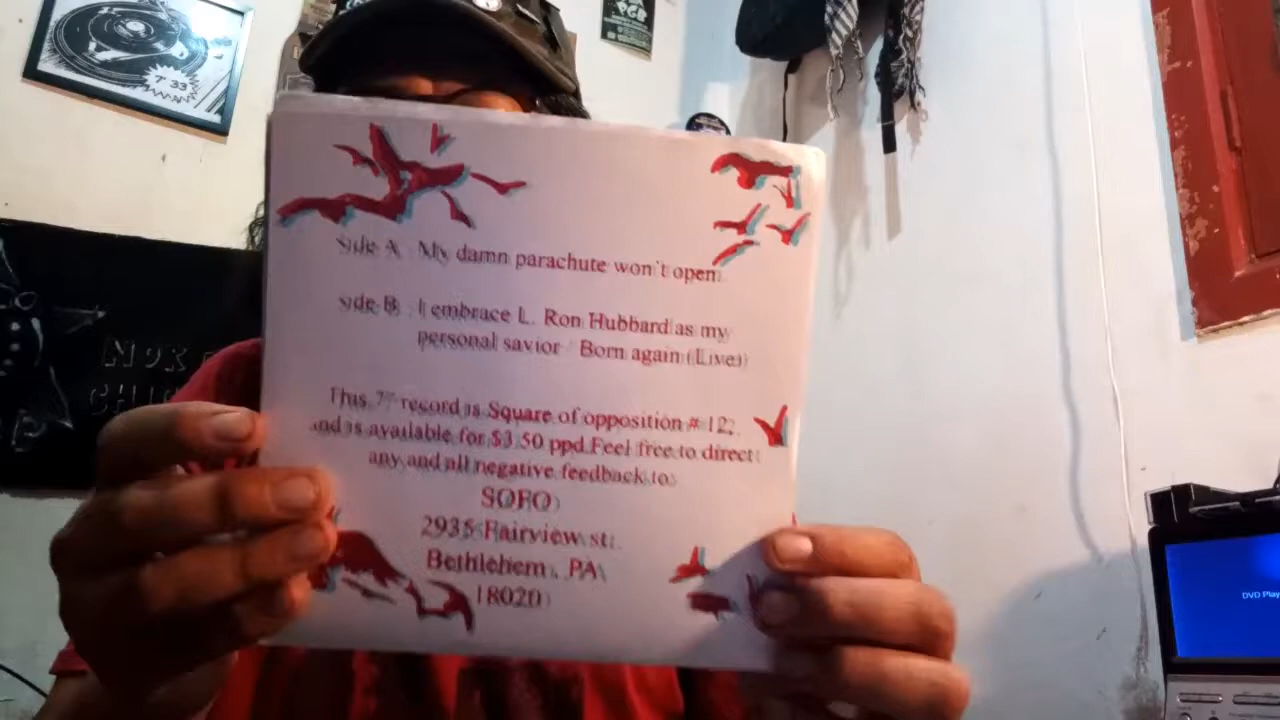 7" 33
Side A : My damn parachute won't open.
Side B : I embrace L. Ron Hubbard as my
personal savior / Born again (Live)
This 7" record is Square of opposition # 12,
and is available for $3.50 ppd.Feel free to direct
any and all negative feedback to:
SOFO
2935 Fairview st.
Bethlehem , PA
18020
DVD Play